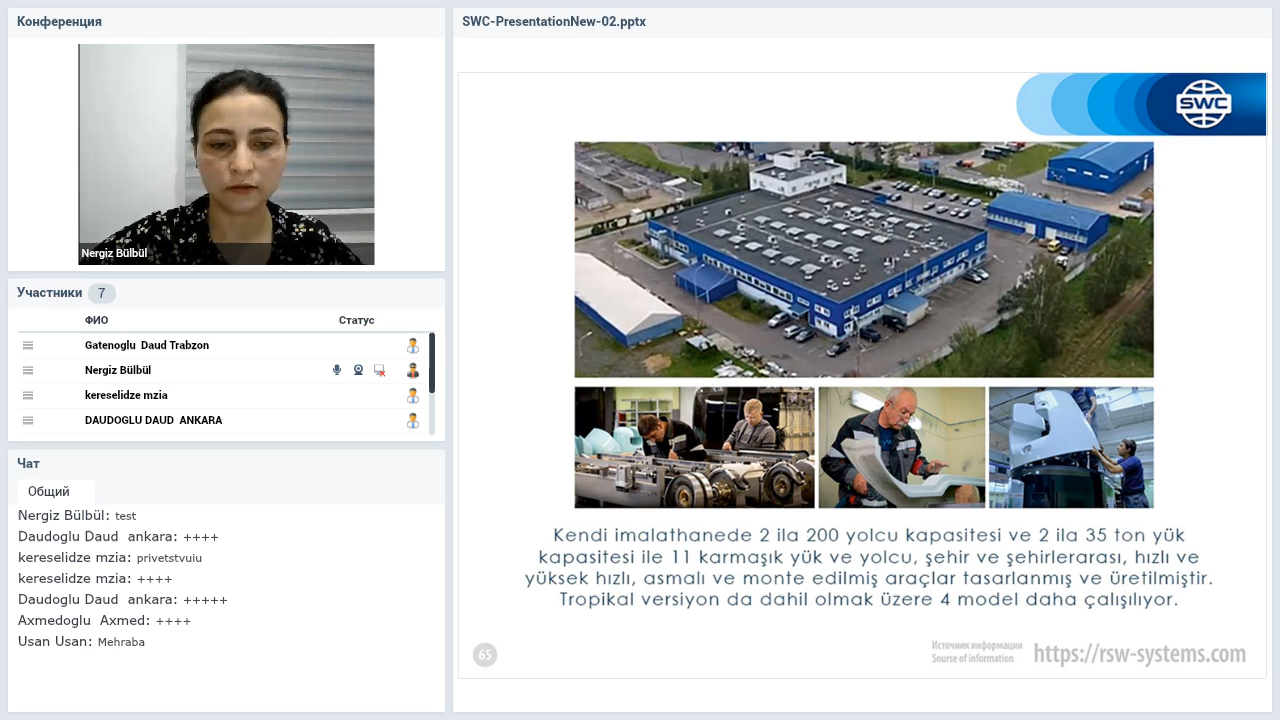 Конференция
Nergiz Bülbül
Участники 7
ФИО Статус
Gatenoglu Daud Trabzon
Nergiz Bülbül
kereselidze mzia
DAUDOGLU DAUD ANKARA
Чат
Общий
Nergiz Bülbül: test
Daudoglu Daud ankara: ++++
kereselidze mzia: privetstvuiu
kereselidze mzia: ++++
Daudoglu Daud ankara: +++++
Axmedoglu Axmed: ++++
Usan Usan: Mehraba
SWC-PresentationNew-02.pptx
SWC
Kendi imalathanede 2 ila 200 yolcu kapasitesi ve 2 ila 35 ton yük
kapasitesi ile 11 karmaşık yük ve yolcu, şehir ve şehirlerarası, hızlı ve
yüksek hızlı, asmalı ve monte edilmiş araçlar tasarlanmış ve üretilmiştir.
Tropikal versiyon da dahil olmak üzere 4 model daha çalışılıyor.
65
Источник информации
Sourse of information
https://rsw-systems.com